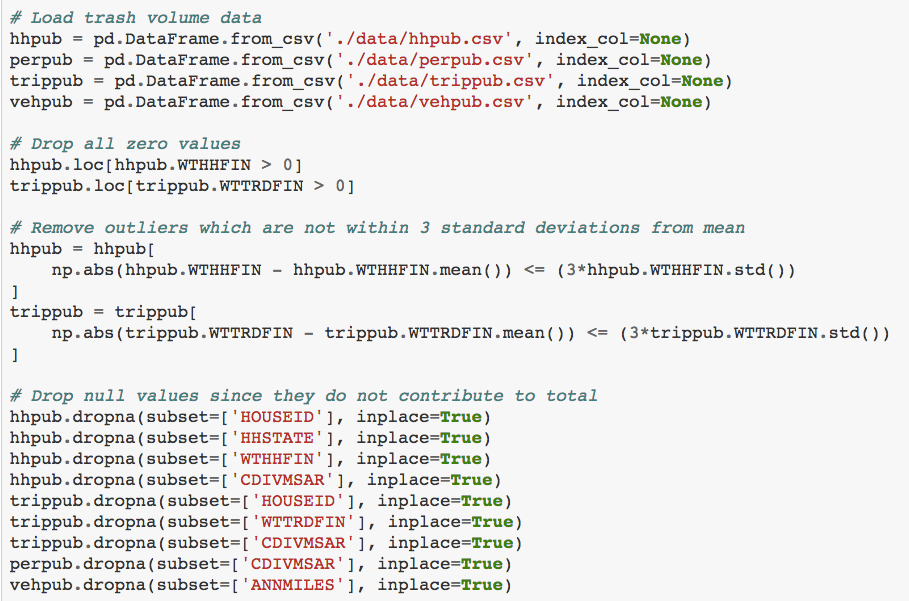 # Load trash volume data
hhpub = pd.DataFrame.from_csv('./data/hhpub.csv', index_col=None)
perpub = pd.DataFrame.from_csv('./data/perpub.csv', index_col=None)
trippub = pd.DataFrame.from_csv('./data/trippub.csv', index_col=None)
vehpub = pd.DataFrame.from_csv('./data/vehpub.csv', index_col=None)

# Drop all zero values
hhpub.loc[hhpub.WTHHFIN > 0]
trippub.loc[trippub.WTTRDFIN > 0]

# Remove outliers which are not within 3 standard deviations from mean
hhpub = hhpub[
    np.abs(hhpub.WTHHFIN - hhpub.WTHHFIN.mean()) <= (3*hhpub.WTHHFIN.std())
]
trippub = trippub[
    np.abs(trippub.WTTRDFIN - trippub.WTTRDFIN.mean()) <= (3*trippub.WTTRDFIN.std())
]

# Drop null values since they do not contribute to total
hhpub.dropna(subset=['HOUSEID'], inplace=True)
hhpub.dropna(subset=['HHSTATE'], inplace=True)
hhpub.dropna(subset=['WTHHFIN'], inplace=True)
hhpub.dropna(subset=['CDIVMSAR'], inplace=True)
trippub.dropna(subset=['HOUSEID'], inplace=True)
trippub.dropna(subset=['WTTRDFIN'], inplace=True)
trippub.dropna(subset=['CDIVMSAR'], inplace=True)
perpub.dropna(subset=['CDIVMSAR'], inplace=True)
vehpub.dropna(subset=['ANNMILES'], inplace=True)